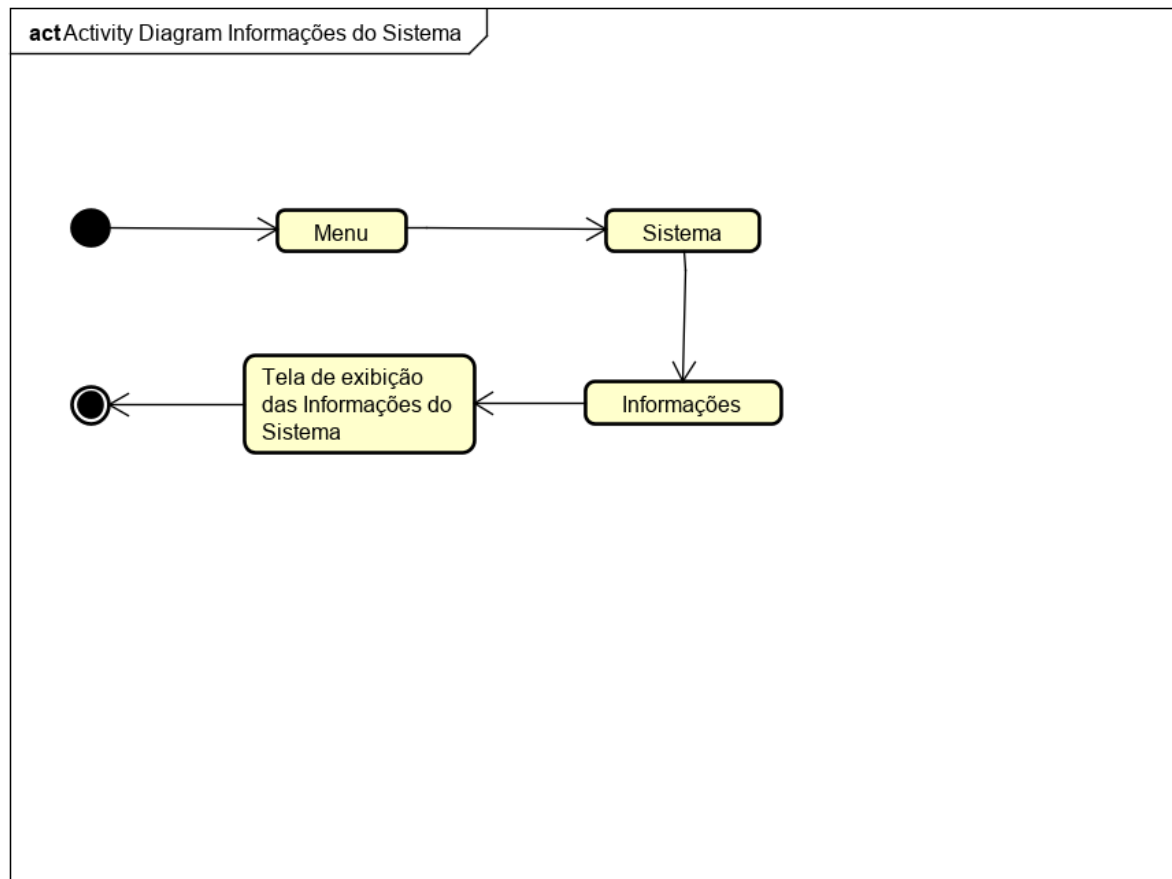 act Activity Diagram Informações do Sistema
Menu
Sistema
Tela de exibição
das Informações do
Sistema
Informações